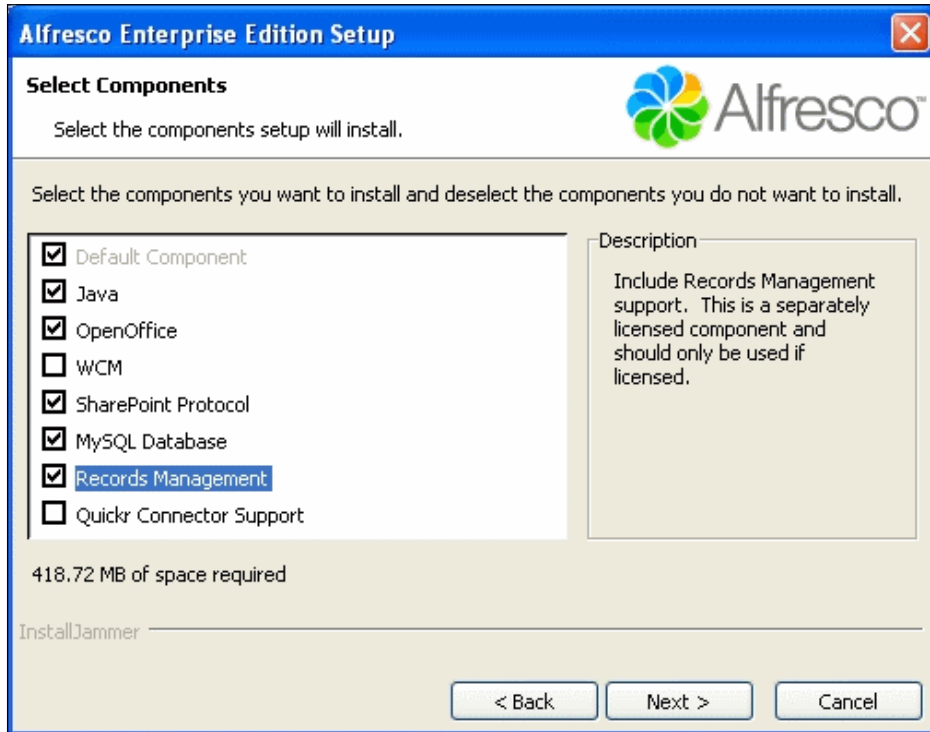 Alfresco Enterprise Edition Setup
Select Components
Select the components setup will install.
Alfresco™
Select the components you want to install and deselect the components you do not want to install.
Default Component
Java
OpenOffice
WCM
SharePoint Protocol
MySQL Database
Records Management
Quickr Connector Support
Description
Include Records Management
support. This is a separately
licensed component and
should only be used if
licensed.
418.72 MB of space required
InstallJammer
< Back
Next >
Cancel